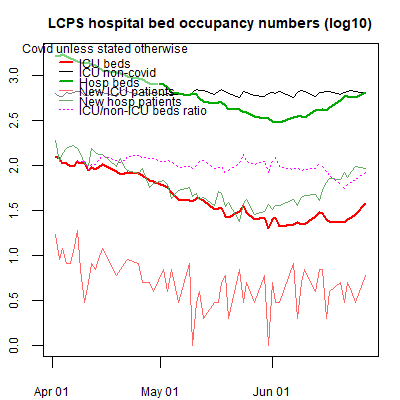 LCPS hospital bed occupancy numbers (log10)
Covid unless stated otherwise
ICU beds
ICU non-covid
Hosp beds
New ICU patients
New hosp patients
ICU/non-ICU beds ratio
3.0
2.5
2.0
1.5
1.0
0.5
0.0
Apr 01
May 01
Jun 01